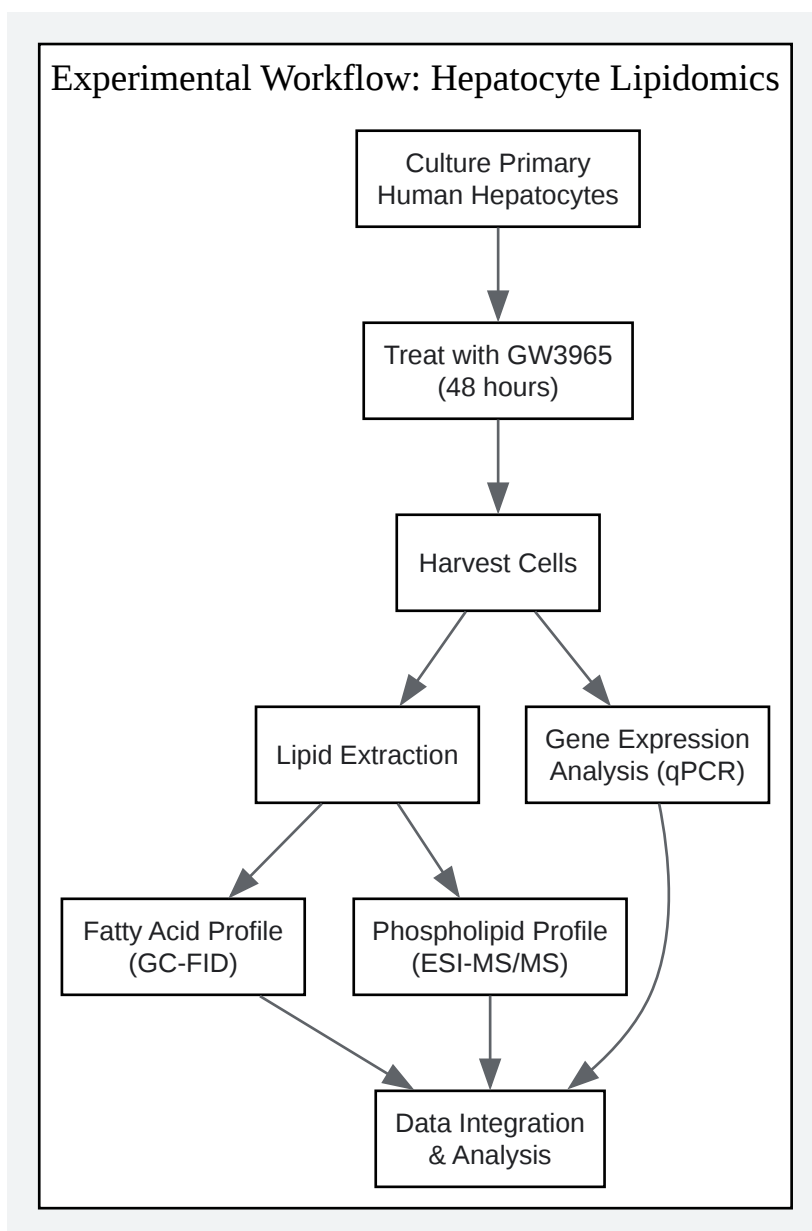 Experimental Workflow: Hepatocyte Lipidomics
Culture Primary
Human Hepatocytes
Treat with GW3965
(48 hours)
Harvest Cells
Lipid Extraction
Gene Expression
Analysis (qPCR)
Fatty Acid Profile
(GC-FID)
Phospholipid Profile
(ESI-MS/MS)
Data Integration
& Analysis